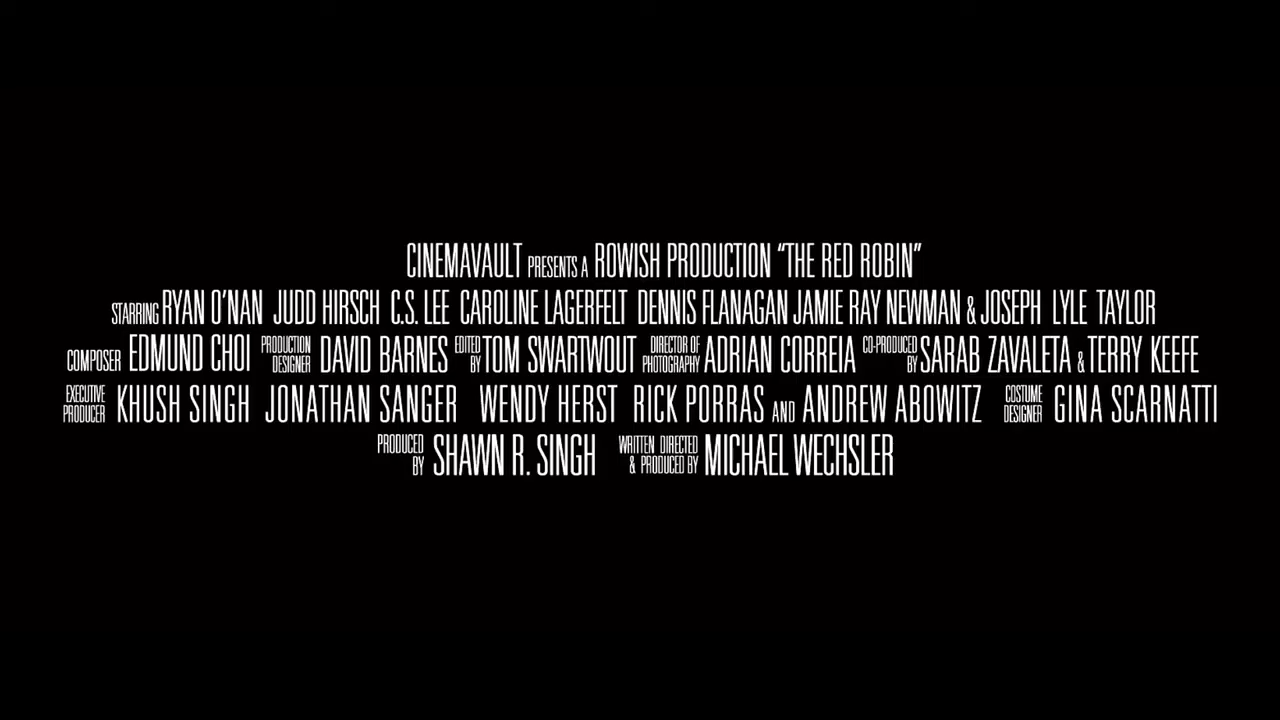 CINEMAVAULT PRESENTS A ROWISH PRODUCTION "THE RED ROBIN"
STARRING RYAN O'NAN JUDD HIRSCH C.S. LEE CAROLINE LAGERFELT DENNIS FLANAGAN JAMIE RAY NEWMAN & JOSEPH LYLE TAYLOR
COMPOSER EDMUND CHOI PRODUCTION DESIGNER DAVID BARNES EDITED BY TOM SWARTWOUT DIRECTOR OF PHOTOGRAPHY ADRIAN CORREIA CO-PRODUCED BY SARAB ZAVALETA & TERRY KEEFE
EXECUTIVE PRODUCER KHUSH SINGH JONATHAN SANGER WENDY HERST RICK PORRAS AND ANDREW ABOWITZ COSTUME DESIGNER GINA SCARNATTI
PRODUCED BY SHAWN R. SINGH WRITTEN DIRECTED & PRODUCED BY MICHAEL WECHSLER